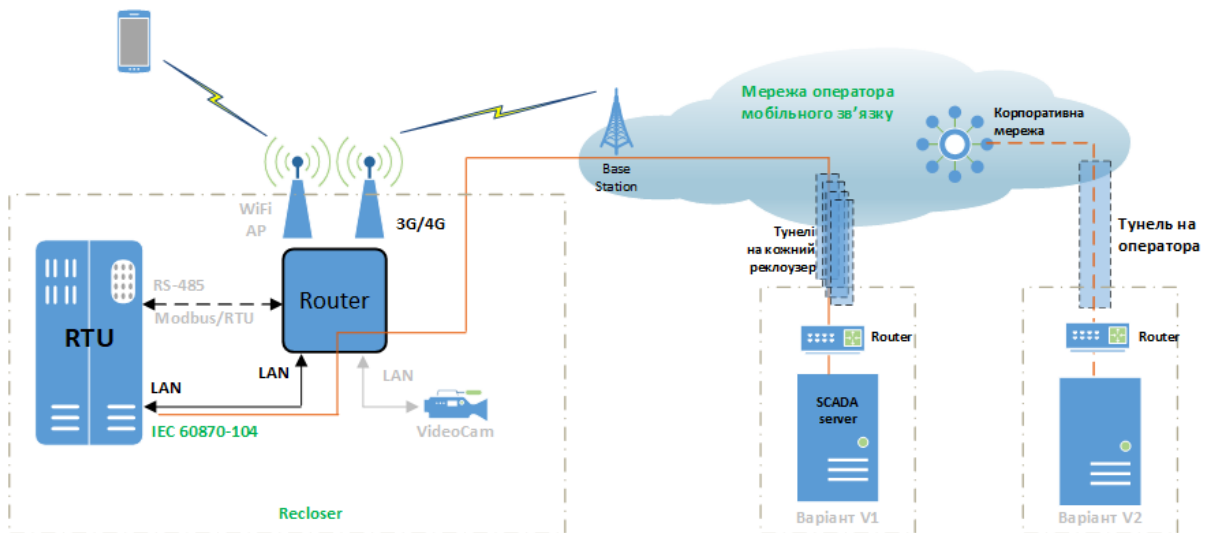 Мережа оператора
мобільного зв’язку
Корпоративна
мережа
Base
Station
WiFi
AP
3G/4G
Тунелі
на кожний
реклоузер
Тунель на
оператора
RS-485
Router
Modbus/RTU
RTU
Router
Router
LAN
LAN
LAN
SCADA
server
IEC 60870-104
VideoCam
Recloser
Варіант V1
Варіант V2